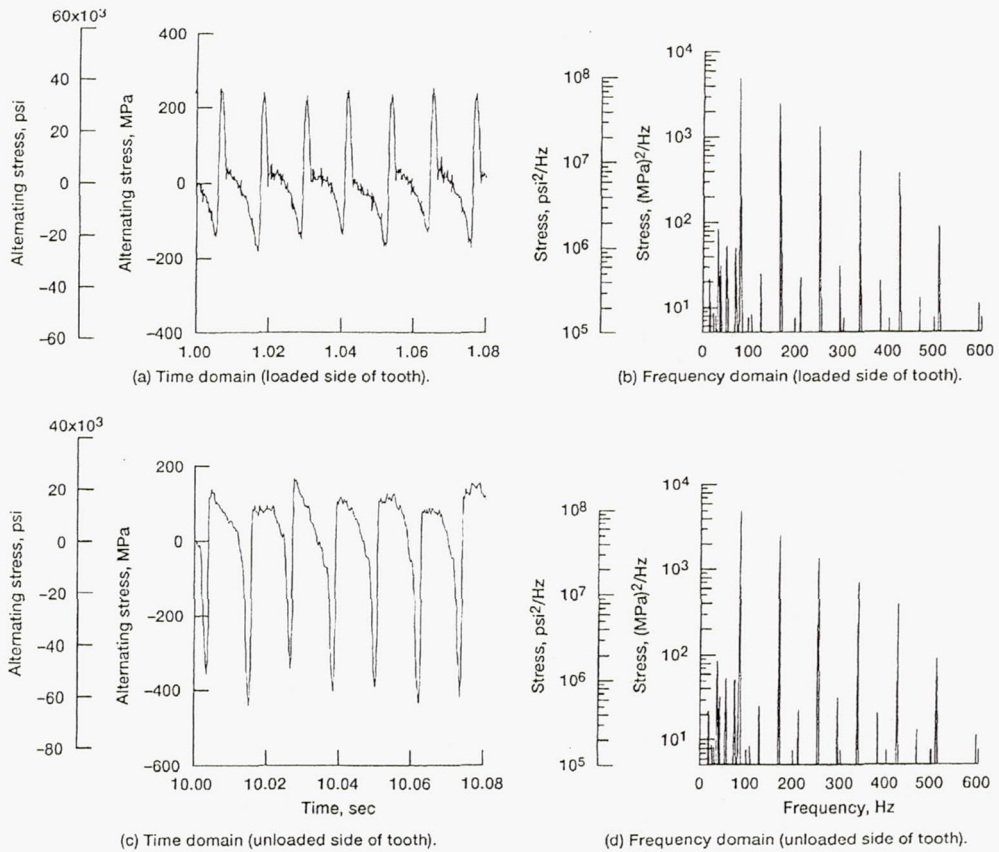 60x10³
40
20
0
−20
−40
−60
Alternating stress, psi
400
200
0
−200
−400
Alternating stress, MPa
1.00 1.02 1.04 1.06 1.08
(a) Time domain (loaded side of tooth).
10⁸
10⁷
10⁶
10⁵
Stress, psi²/Hz
10⁴
10³
10²
10¹
Stress, (MPa)²/Hz
0 100 200 300 400 500 600
(b) Frequency domain (loaded side of tooth).
40x10³
20
0
−20
−40
−60
−80
Alternating stress, psi
200
0
−200
−400
−600
Alternating stress, MPa
10.00 10.02 10.04 10.06 10.08
Time, sec
(c) Time domain (unloaded side of tooth).
10⁸
10⁷
10⁶
10⁵
Stress, psi²/Hz
10⁴
10³
10²
10¹
Stress, (MPa)²/Hz
0 100 200 300 400 500 600
Frequency, Hz
(d) Frequency domain (unloaded side of tooth).